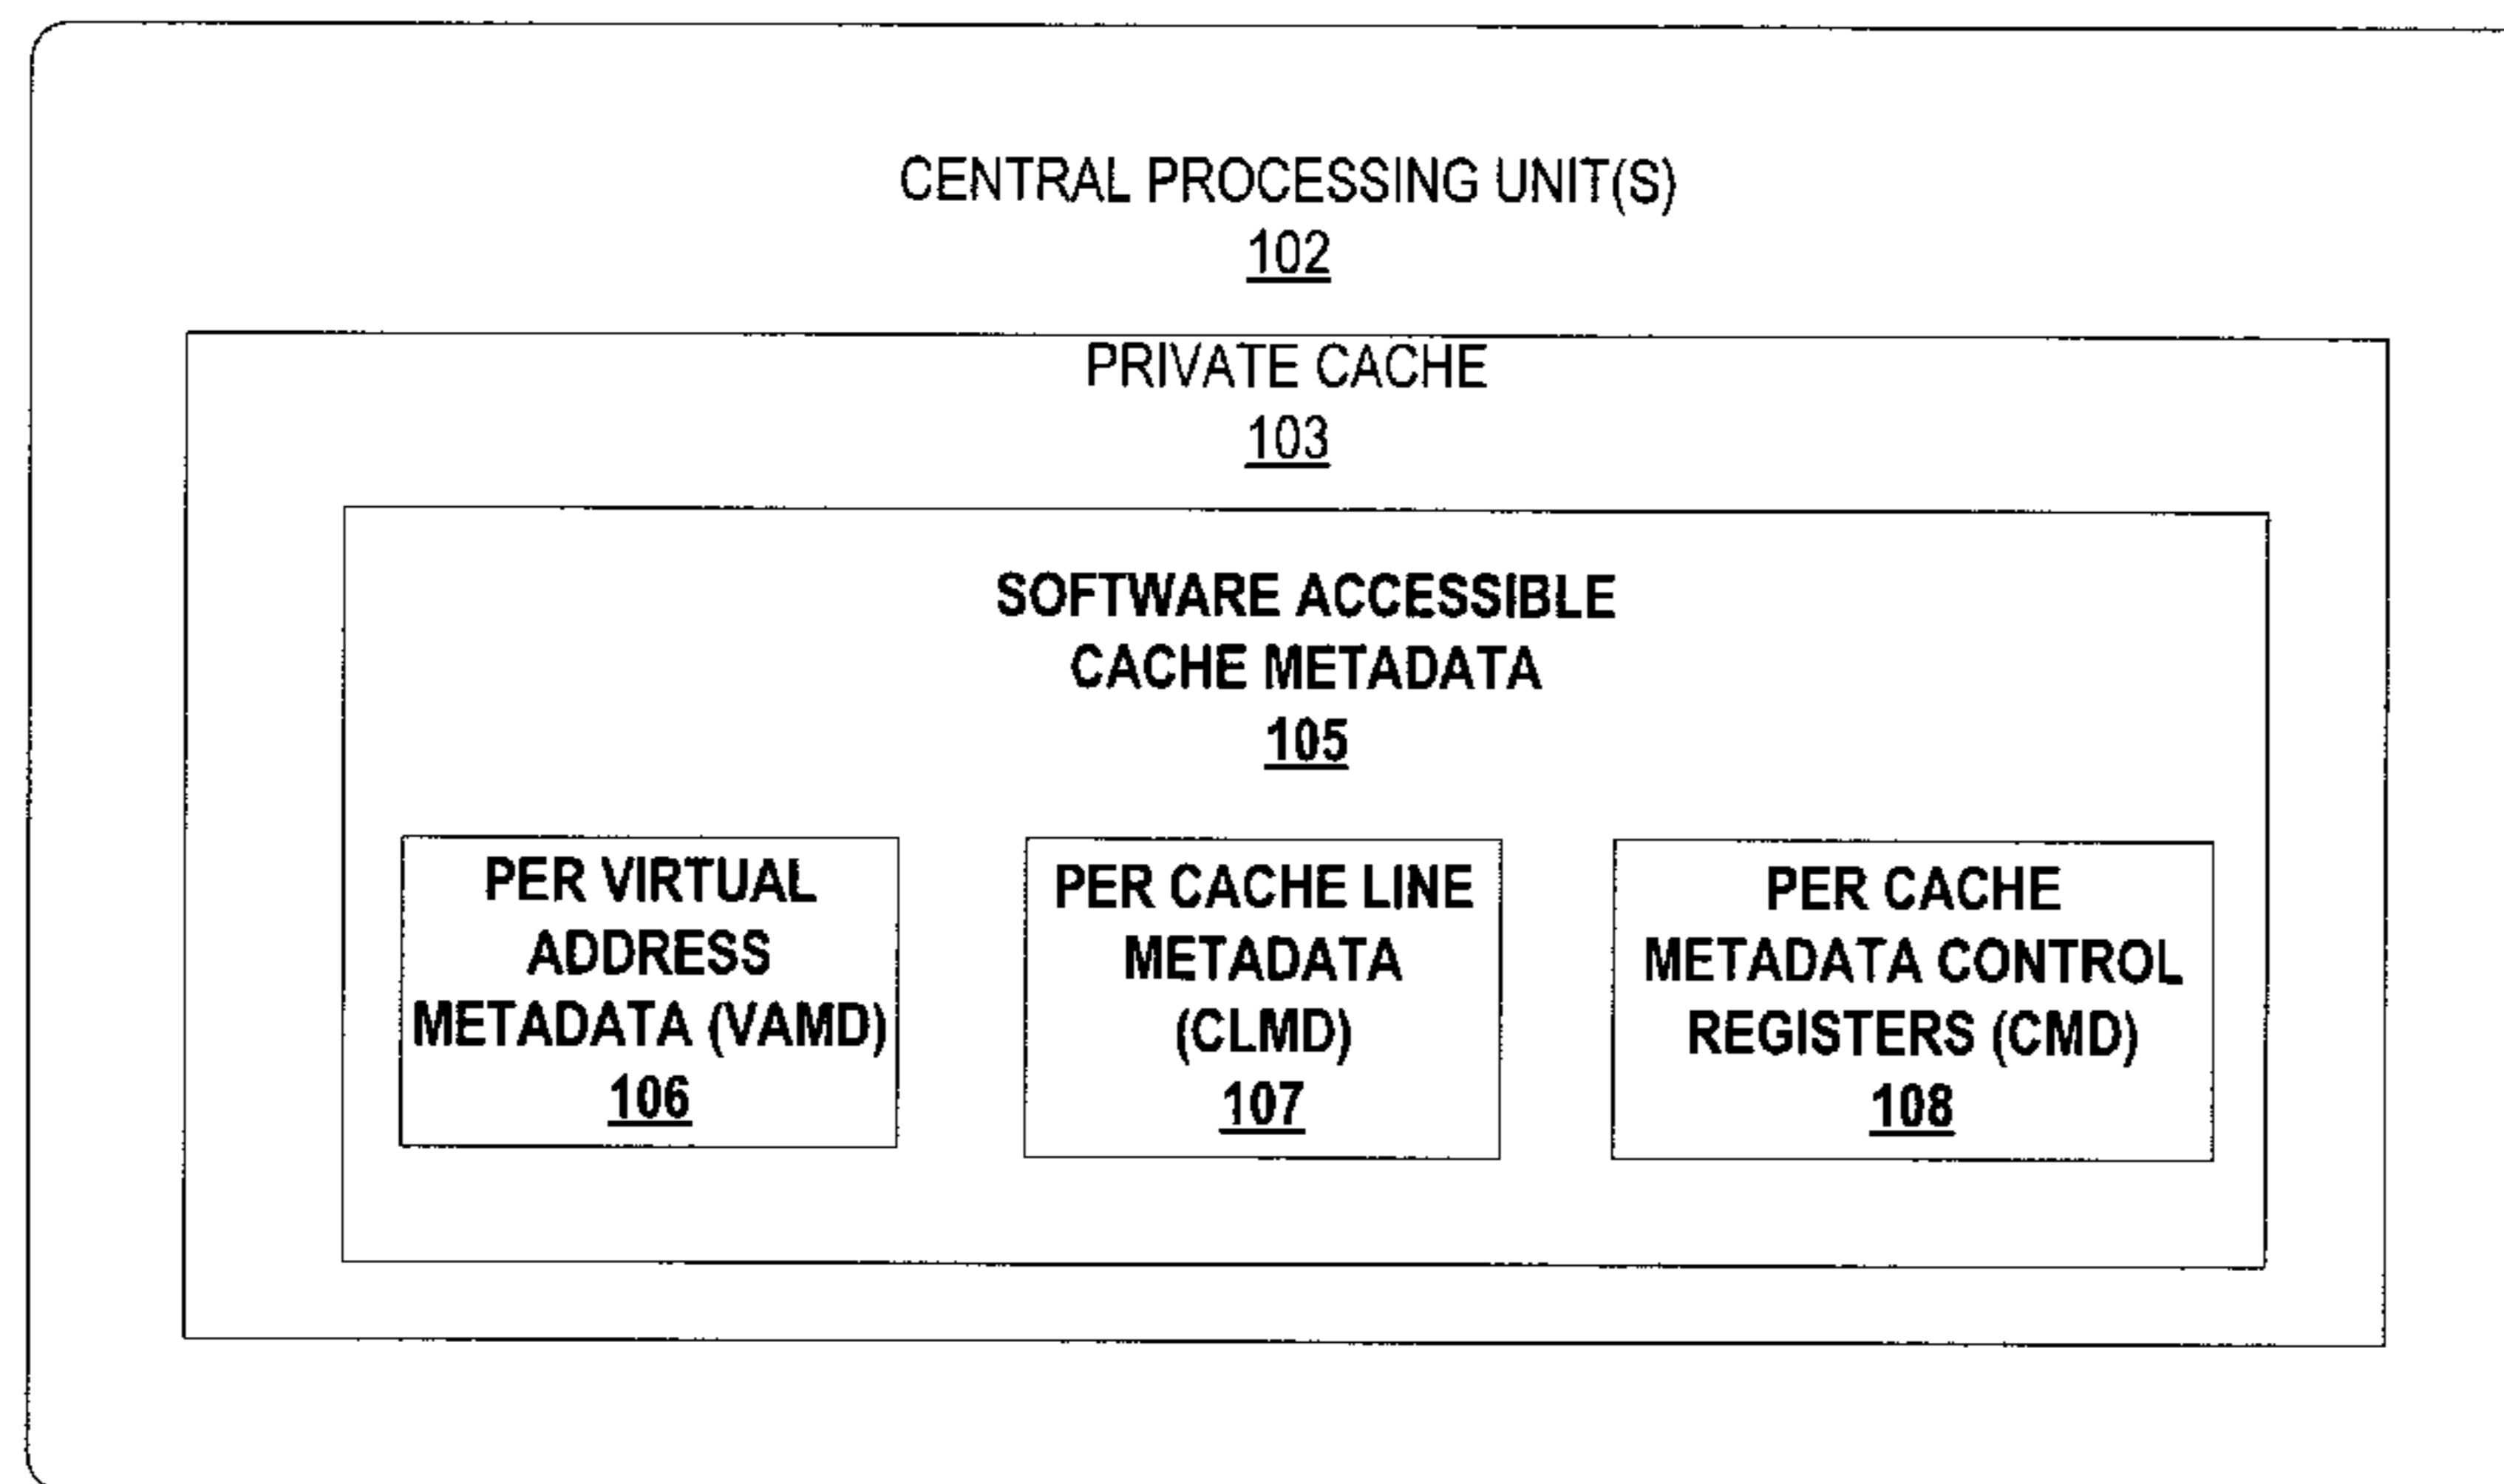 CENTRAL PROCESSING UNIT(S)
102
PRIVATE CACHE
103
SOFTWARE ACCESSIBLE
CACHE METADATA
105
PER VIRTUAL
ADDRESS
METADATA (VAMD)
106
PER CACHE LINE
METADATA
(CLMD)
107
PER CACHE
METADATA CONTROL
REGISTERS (CMD)
108